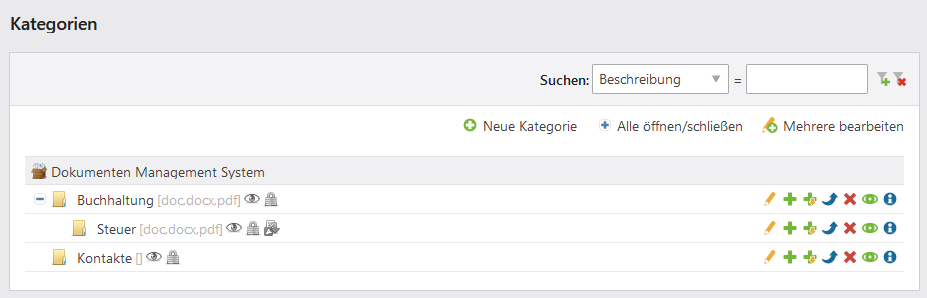 Kategorien
Suchen: Beschreibung =
Neue Kategorie Alle öffnen/schließen Mehrere bearbeiten
Dokumenten Management System
Buchhaltung [doc,docx,pdf]
Steuer [doc,docx,pdf]
Kontakte []